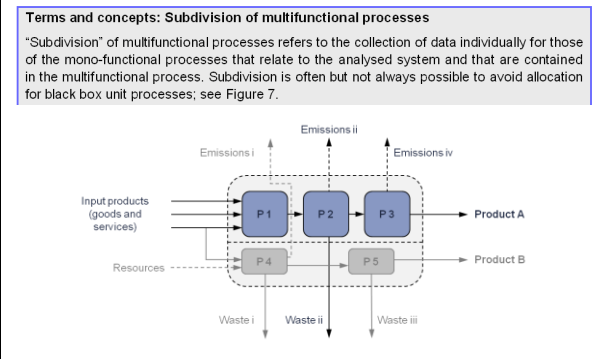 Terms and concepts: Subdivision of multifunctional processes
“Subdivision” of multifunctional processes refers to the collection of data individually for those
of the mono-functional processes that relate to the analysed system and that are contained
in the multifunctional process. Subdivision is often but not always possible to avoid allocation
for black box unit processes; see Figure 7.
Emissions ii
Emissions i
Emissions iv
Input products
(goods and
services)
P 1
P 2
P 3
Product A
Resources
P 4
P 5
Product B
Waste i
Waste ii
Waste iii